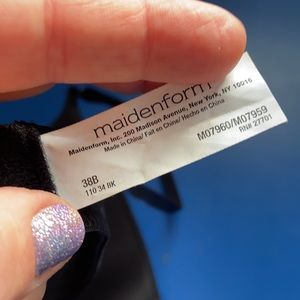 maidenform
Maidenform, Inc. 200 Madison Avenue, New York, NY 10016
Made in China/ Fait en China/ Hecho en China
M07960/M07959
RN# 27701
38B
110 34 BK